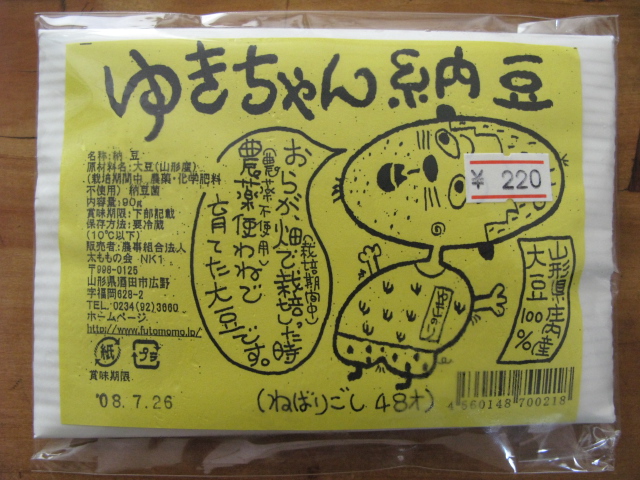 ゆきちゃん納豆
名称:納 豆
原材料名:大豆(山形産)
(栽培期間中、農薬・化学肥料
不使用) 納豆菌
内容量:90g
賞味期限:下部記載
保存方法:要冷蔵
(10℃以下)
販売者:農事組合法人
太ももの会 NK1
〒998-0125
山形県酒田市広野
字福岡628-2
TEL.0234(92)3660
ホームページ
http://www.futomomo.jp/
紙
プラ
賞味期限
'08.7.26
おらが畑で栽培した時
(栽培期間中)
(農薬不使用)
農薬使わねで
育てた大豆です。
¥ 220
山形県庄内産
大豆100%
(ねばりごし48才)
4560148700218